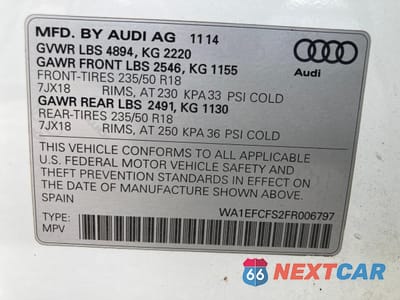 MFD. BY AUDI AG 11 14
GVWR LBS 4894, KG 2220
GAWR FRONT LBS 2546, KG 1155
FRONT-TIRES 235/50 R18
7JX18 RIMS, AT 230 KPA 33 PSI COLD
GAWR REAR LBS 2491, KG 1130
REAR-TIRES 235/50 R18
7JX18 RIMS, AT 250 KPA 36 PSI COLD
Audi
THIS VEHICLE CONFORMS TO ALL APPLICABLE
U.S. FEDERAL MOTOR VEHICLE SAFETY AND
THEFT PREVENTION STANDARDS IN EFFECT ON THE
DATE OF MANUFACTURE SHOWN ABOVE.
SPAIN
WA1EFCFS2FR006797
TYPE:
MPV
66 NEXTCAR